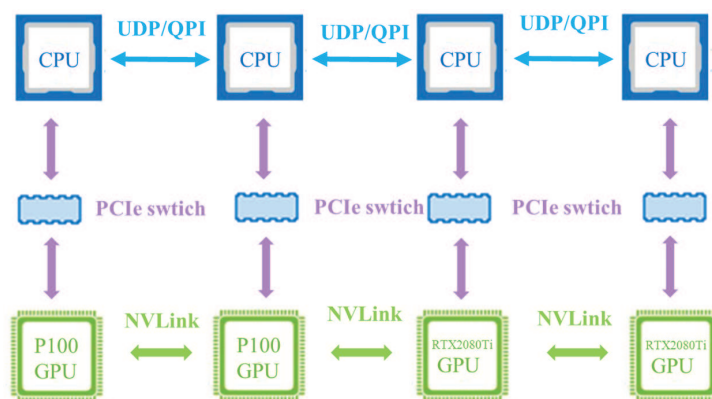 UDP/QPI
UDP/QPI
UDP/QPI
CPU
CPU
CPU
CPU
PCIe swtich
PCIe swtich
PCIe swtich
NVLink
NVLink
NVLink
P100
GPU
P100
GPU
RTX2080Ti
GPU
RTX2080Ti
GPU